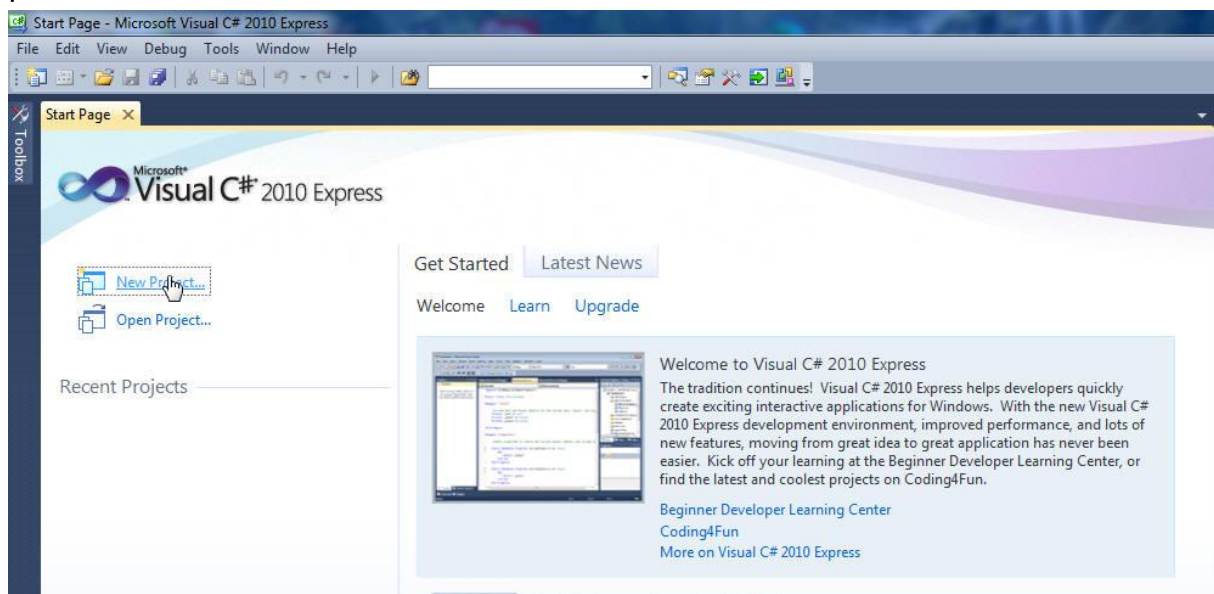 Start Page - Microsoft Visual C# 2010 Express
File Edit View Debug Tools Window Help
Start Page
Toolbox
Microsoft®
Visual C#® 2010 Express
New Project...
Open Project...
Recent Projects
Get Started Latest News
Welcome Learn Upgrade
Welcome to Visual C# 2010 Express
The tradition continues! Visual C# 2010 Express helps developers quickly
create exciting interactive applications for Windows. With the new Visual C#
2010 Express development environment, improved performance, and lots of
new features, moving from great idea to great application has never been
easier. Kick off your learning at the Beginner Developer Learning Center, or
find the latest and coolest projects on Coding4Fun.
Beginner Developer Learning Center
Coding4Fun
More on Visual C# 2010 Express